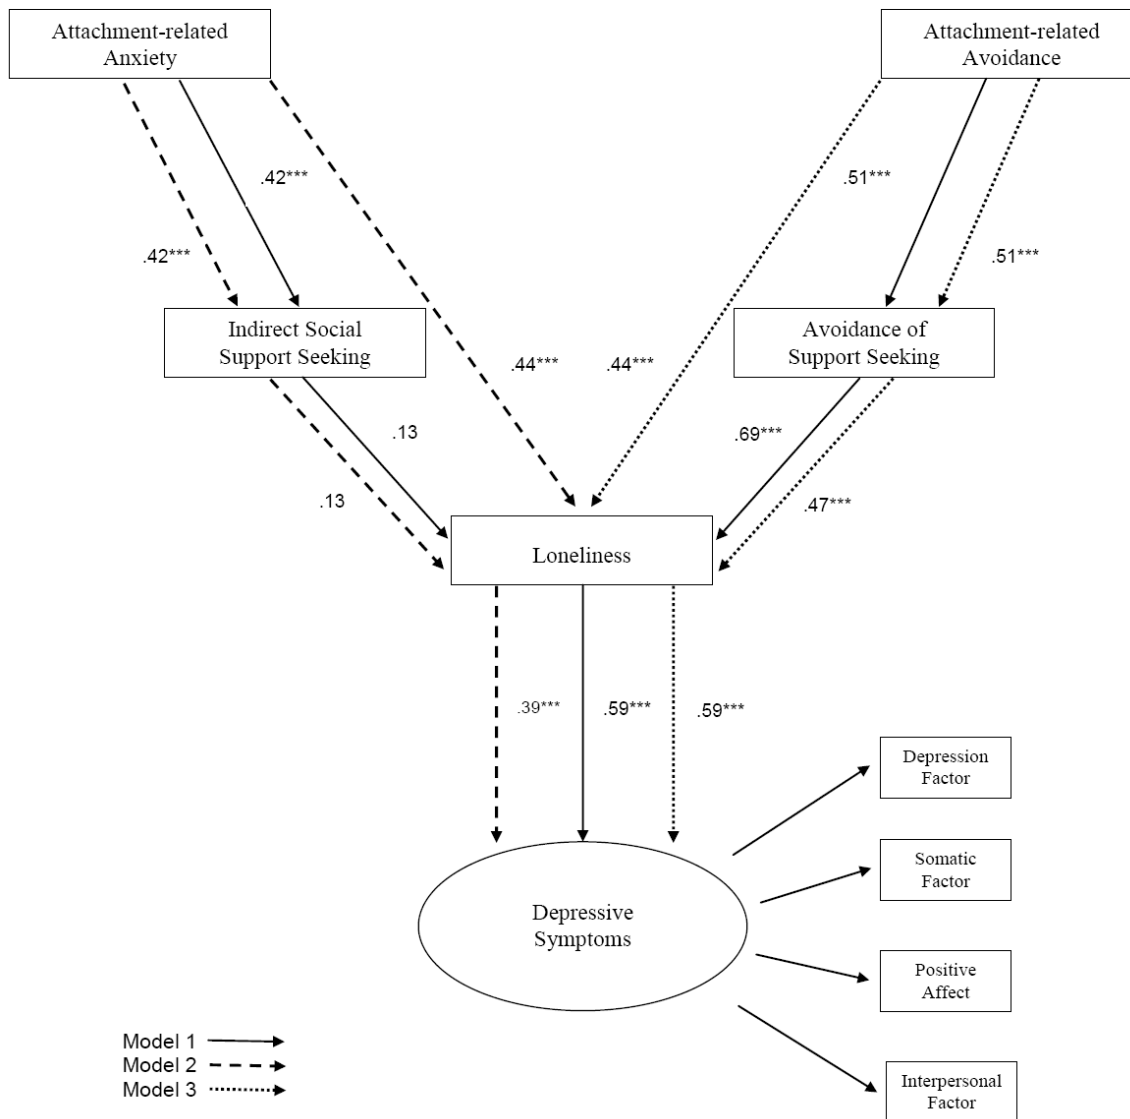 Attachment-related
Anxiety
Attachment-related
Avoidance
.42***
.51***
.42***
.51***
Indirect Social
Support Seeking
Avoidance of
Support Seeking
.44***
.44***
.13
.69***
.13
.47***
Loneliness
.39***
.59***
.59***
Depressive
Symptoms
Depression
Factor
Somatic
Factor
Positive
Affect
Interpersonal
Factor
Model 1
Model 2
Model 3